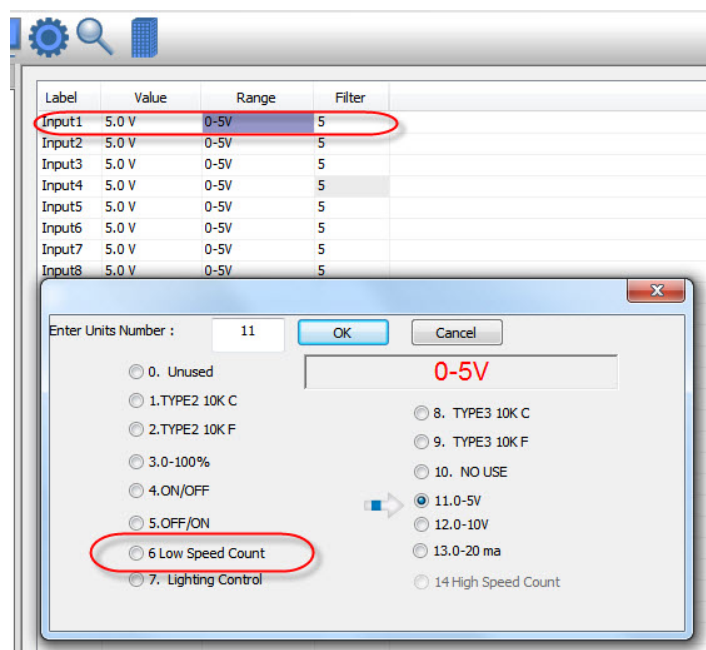 Label Value Range Filter
Input1 5.0 V 0-5V 5
Input2 5.0 V 0-5V 5
Input3 5.0 V 0-5V 5
Input4 5.0 V 0-5V 5
Input5 5.0 V 0-5V 5
Input6 5.0 V 0-5V 5
Input7 5.0 V 0-5V 5
Input8 5.0 V 0-5V 5
Enter Units Number : 11 OK Cancel
0-5V
0. Unused
1.TYPE2 10K C
2.TYPE2 10K F
3.0-100%
4.ON/OFF
5.OFF/ON
6 Low Speed Count
7. Lighting Control
8. TYPE3 10K C
9. TYPE3 10K F
10. NO USE
11.0-5V
12.0-10V
13.0-20 ma
14 High Speed Count